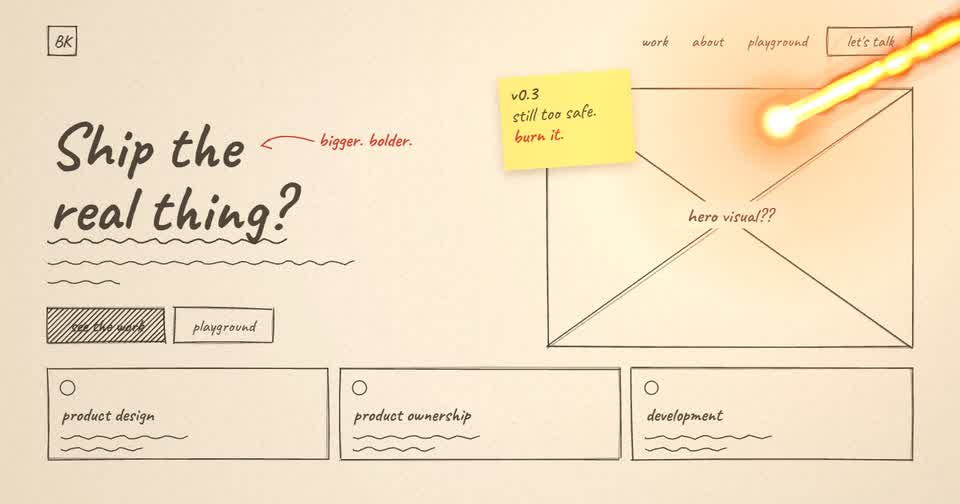 BK
work about playground let's talk
v0.3
still too safe.
burn it.
Ship the
real thing?
bigger. bolder.
hero visual??
see the work
playground
product design
product ownership
development